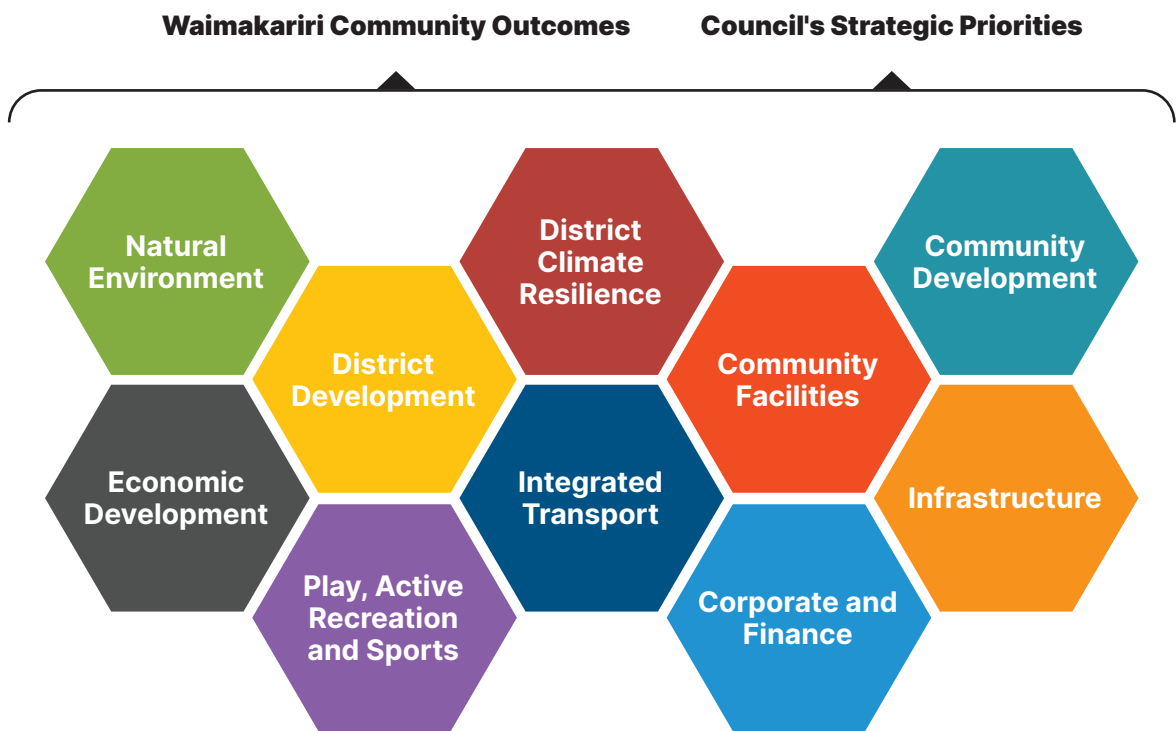 Waimakariri Community Outcomes
Council's Strategic Priorities
Natural
Environment
District
Climate
Resilience
Community
Development
District
Development
Community
Facilities
Economic
Development
Integrated
Transport
Infrastructure
Play, Active
Recreation
and Sports
Corporate and
Finance